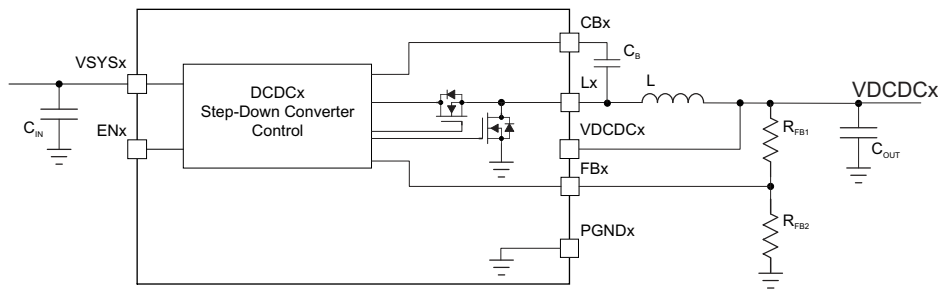 CBx
C_B
VSYSx
DCDCx
Step-Down Converter
Control
Lx
L
VDCDCx
C_IN
ENx
VDCDCx
R_FB1
C_OUT
FBx
R_FB2
PGNDx